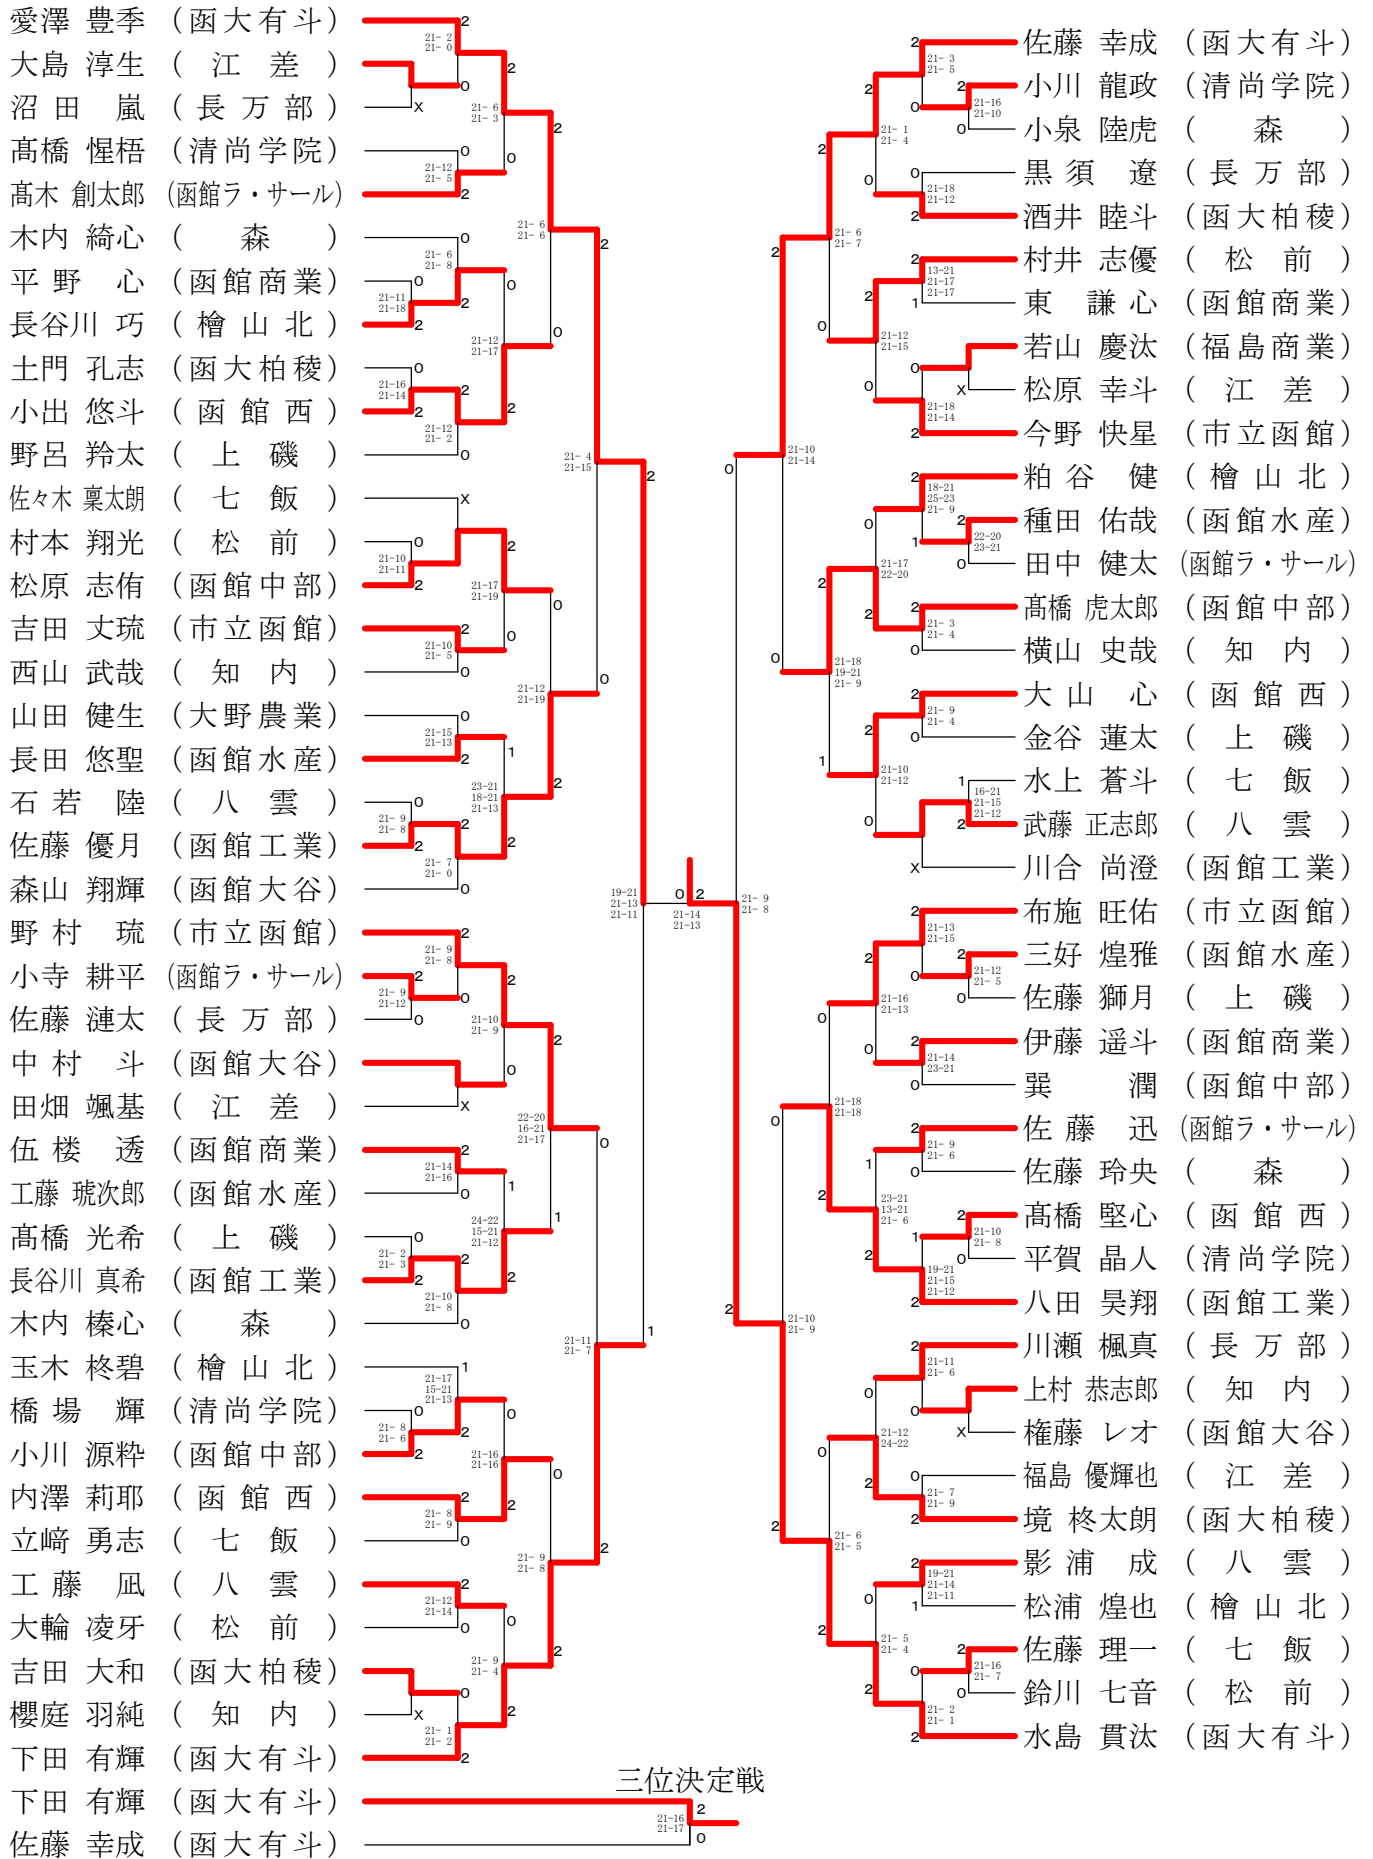 愛澤 豊季 (函大有斗)
大島 淳生 (江差)
沼田 嵐 (長万部)
髙橋 惺梧 (清尚学院)
髙木 創太郎 (函館ラ・サール)
木内 綺心 (森)
平野 心 (函館商業)
長谷川 巧 (檜山北)
土門 孔志 (函大柏稜)
小出 悠斗 (函館西)
野呂 羚太 (上磯)
佐々木 稟太朗 (七飯)
村本 翔光 (松前)
松原 志侑 (函館中部)
吉田 丈琉 (市立函館)
西山 武哉 (知内)
山田 健生 (大野農業)
長田 悠聖 (函館水産)
石若 陸 (八雲)
佐藤 優月 (函館工業)
森山 翔輝 (函館大谷)
野村 琉 (市立函館)
小寺 耕平 (函館ラ・サール)
佐藤 漣太 (長万部)
中村 斗 (函館大谷)
田畑 颯基 (江差)
伍楼 透 (函館商業)
工藤 琥次郎 (函館水産)
髙橋 光希 (上磯)
長谷川 真希 (函館工業)
木内 榛心 (森)
玉木 柊碧 (檜山北)
橋場 輝 (清尚学院)
小川 源粋 (函館中部)
内澤 莉耶 (函館西)
立崎 勇志 (七飯)
工藤 凪 (八雲)
大輪 凌牙 (松前)
吉田 大和 (函大柏稜)
櫻庭 羽純 (知内)
下田 有輝 (函大有斗)
佐藤 幸成 (函大有斗)
小川 龍政 (清尚学院)
小泉 陸虎 (森)
黒須 遼 (長万部)
酒井 睦斗 (函大柏稜)
村井 志優 (松前)
東 謙心 (函館商業)
若山 慶汰 (福島商業)
松原 幸斗 (江差)
今野 快星 (市立函館)
粕谷 健 (檜山北)
種田 佑哉 (函館水産)
田中 健太 (函館ラ・サール)
髙橋 虎太郎 (函館中部)
横山 史哉 (知内)
大山 心 (函館西)
金谷 蓮太 (上磯)
水上 蒼斗 (七飯)
武藤 正志郎 (八雲)
川合 尚澄 (函館工業)
布施 旺佑 (市立函館)
三好 煌雅 (函館水産)
佐藤 獅月 (上磯)
伊藤 遥斗 (函館商業)
巽 潤 (函館中部)
佐藤 迅 (函館ラ・サール)
佐藤 玲央 (森)
髙橋 堅心 (函館西)
平賀 晶人 (清尚学院)
八田 昊翔 (函館工業)
川瀬 楓真 (長万部)
上村 恭志郎 (知内)
権藤 レオ (函館大谷)
福島 優輝也 (江差)
境 柊太朗 (函大柏稜)
影浦 成 (八雲)
松浦 煌也 (檜山北)
佐藤 理一 (七飯)
鈴川 七音 (松前)
水島 貫汰 (函大有斗)
19-21
21-13
21-11
0 2
21-14
21-13
21- 9
21- 8
三位決定戦
下田 有輝 (函大有斗)
佐藤 幸成 (函大有斗)
21-16
21-17
2
0